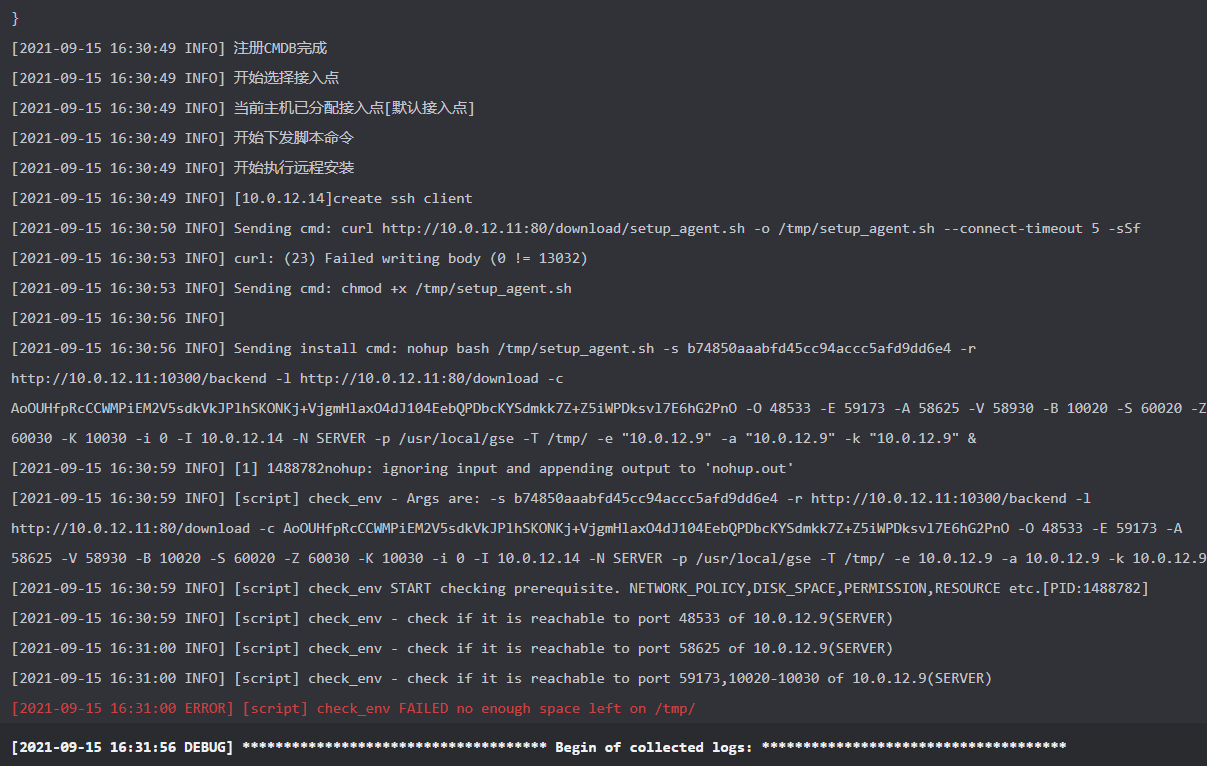 }
[2021-09-15 16:30:49 INFO] 注册CMDB完成
[2021-09-15 16:30:49 INFO] 开始选择接入点
[2021-09-15 16:30:49 INFO] 当前主机已分配接入点[默认接入点]
[2021-09-15 16:30:49 INFO] 开始下发脚本命令
[2021-09-15 16:30:49 INFO] 开始执行远程安装
[2021-09-15 16:30:49 INFO] [10.0.12.14]create ssh client
[2021-09-15 16:30:50 INFO] Sending cmd: curl http://10.0.12.11:80/download/setup_agent.sh -o /tmp/setup_agent.sh --connect-timeout 5 -sSf
[2021-09-15 16:30:53 INFO] curl: (23) Failed writing body (0 != 13032)
[2021-09-15 16:30:53 INFO] Sending cmd: chmod +x /tmp/setup_agent.sh
[2021-09-15 16:30:56 INFO]
[2021-09-15 16:30:56 INFO] Sending install cmd: nohup bash /tmp/setup_agent.sh -s b74850aaabfd45cc94accc5afd9dd6e4 -r
http://10.0.12.11:10300/backend -l http://10.0.12.11:80/download -c
AoOUHfpRcCCWMPiEM2V5sdkVkJPlhSKONKj+VjgmHlaxO4dJ104EebQPDbcKYSdmkk7Z+Z5iWPDksvl7E6hG2PnO -O 48533 -E 59173 -A 58625 -V 58930 -B 10020 -S 60020 -Z
60030 -K 10030 -i 0 -I 10.0.12.14 -N SERVER -p /usr/local/gse -T /tmp/ -e "10.0.12.9" -a "10.0.12.9" -k "10.0.12.9" &
[2021-09-15 16:30:59 INFO] [1] 1488782nohup: ignoring input and appending output to 'nohup.out'
[2021-09-15 16:30:59 INFO] [script] check_env - Args are: -s b74850aaabfd45cc94accc5afd9dd6e4 -r http://10.0.12.11:10300/backend -l
http://10.0.12.11:80/download -c AoOUHfpRcCCWMPiEM2V5sdkVkJPlhSKONKj+VjgmHlaxO4dJ104EebQPDbcKYSdmkk7Z+Z5iWPDksvl7E6hG2PnO -O 48533 -E 59173 -A
58625 -V 58930 -B 10020 -S 60020 -Z 60030 -K 10030 -i 0 -I 10.0.12.14 -N SERVER -p /usr/local/gse -T /tmp/ -e 10.0.12.9 -a 10.0.12.9 -k 10.0.12.9
[2021-09-15 16:30:59 INFO] [script] check_env START checking prerequisite. NETWORK_POLICY,DISK_SPACE,PERMISSION,RESOURCE etc.[PID:1488782]
[2021-09-15 16:30:59 INFO] [script] check_env - check if it is reachable to port 48533 of 10.0.12.9(SERVER)
[2021-09-15 16:31:00 INFO] [script] check_env - check if it is reachable to port 58625 of 10.0.12.9(SERVER)
[2021-09-15 16:31:00 INFO] [script] check_env - check if it is reachable to port 59173,10020-10030 of 10.0.12.9(SERVER)
[2021-09-15 16:31:00 ERROR] [script] check_env FAILED no enough space left on /tmp/
[2021-09-15 16:31:56 DEBUG] ************************************* Begin of collected logs: *************************************